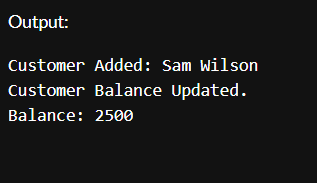 Output:
Customer Added: Sam Wilson
Customer Balance Updated.
Balance: 2500